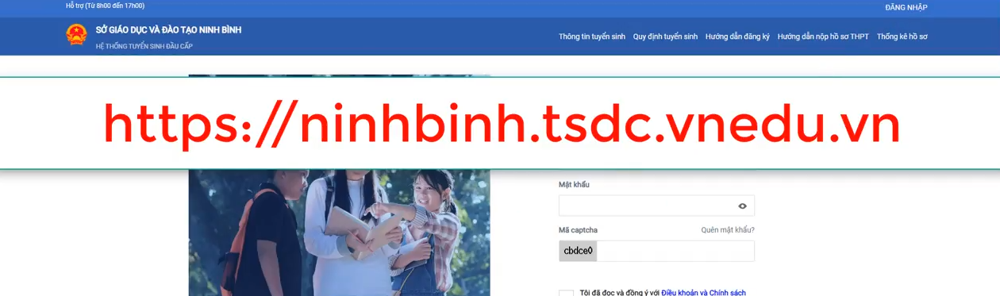 Hỗ trợ (Từ 8h00 đến 17h00)
ĐĂNG NHẬP
SỞ GIÁO DỤC VÀ ĐÀO TẠO NINH BÌNH
HỆ THỐNG TUYỂN SINH ĐẦU CẤP
Thông tin tuyển sinh Quy định tuyển sinh Hướng dẫn đăng ký Hướng dẫn nộp hồ sơ THPT Thống kê hồ sơ
https://ninhbinh.tsdc.vnedu.vn
Mật khẩu
Mã captcha Quên mật khẩu?
cbdce0
Tôi đã đọc và đồng ý với Điều khoản và Chính sách